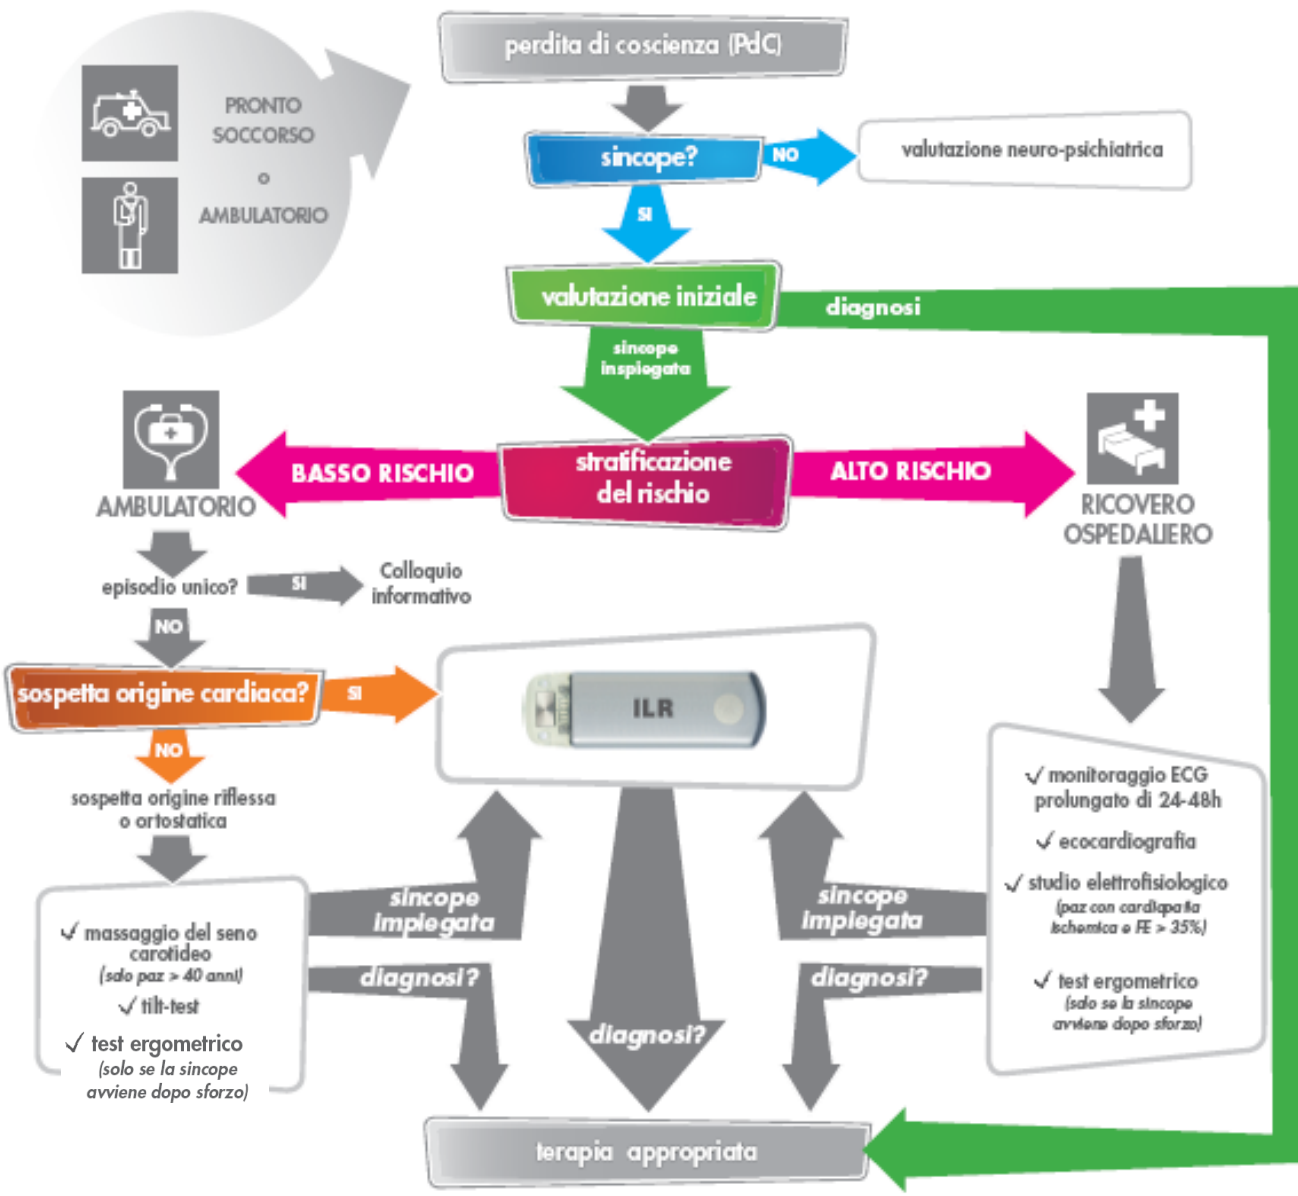 perdita di coscienza (PdC)
PRONTO
SOCCORSO
o
AMBULATORIO
sincope?
NO
valutazione neuro-psichiatrica
SI
valutazione iniziale
diagnosi
sincope
inspiegata
BASSO RISCHIO
stratificazione
del rischio
ALTO RISCHIO
AMBULATORIO
RICOVERO
OSPEDALIERO
episodio unico?
SI
Colloquio
informativo
NO
sospetta origine cardiaca?
SI
ILR
NO
sospetta origine riflessa
o ortostatica
massaggio del seno
carotideo
(solo paz > 40 anni)
tilt-test
test ergometrico
(solo se la sincope
avviene dopo sforzo)
sincope
impiegata
diagnosi?
diagnosi?
sincope
impiegata
diagnosi?
monitoraggio ECG
prolungato di 24-48h
ecocardiografia
studio elettrofisiologico
(paz con cardiopatia
ischemica e FE > 35%)
test ergometrico
(solo se la sincope
avviene dopo sforzo)
terapia appropriata